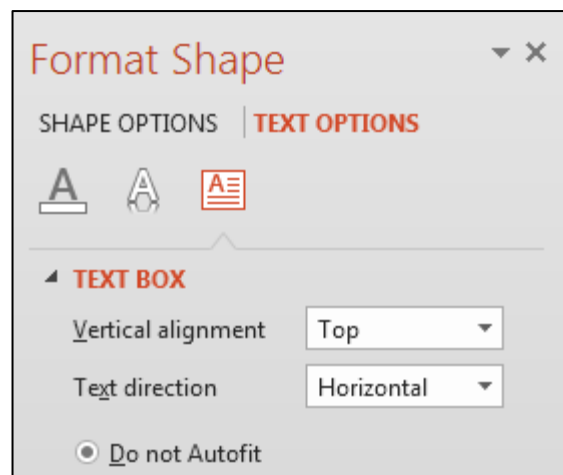 Format Shape
SHAPE OPTIONS TEXT OPTIONS
A A A
TEXT BOX
Vertical alignment Top
Text direction Horizontal
Do not Autofit